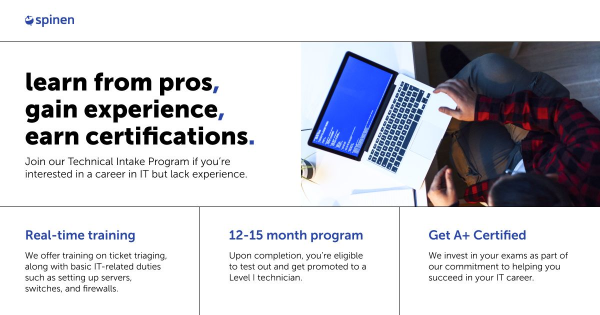 spinen
learn from pros,
gain experience,
earn certifications.
Join our Technical Intake Program if you're
interested in a career in IT but lack experience.
Real-time training
We offer training on ticket triaging,
along with basic IT-related duties
such as setting up servers,
switches, and firewalls.
12-15 month program
Upon completion, you're eligible
to test out and get promoted to a
Level I technician.
Get A+ Certified
We invest in your exams as part of
our commitment to helping you
succeed in your IT career.